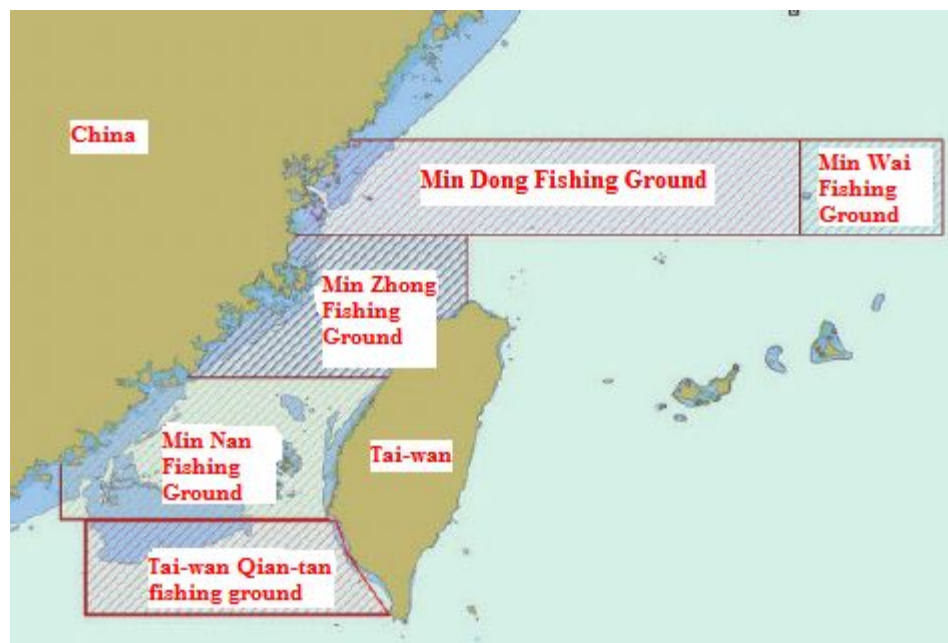 China
Min Dong Fishing Ground
Min Wai
Fishing
Ground
Min Zhong
Fishing
Ground
Min Nan
Fishing
Ground
Tai-wan
Tai-wan Qian-tan
fishing ground